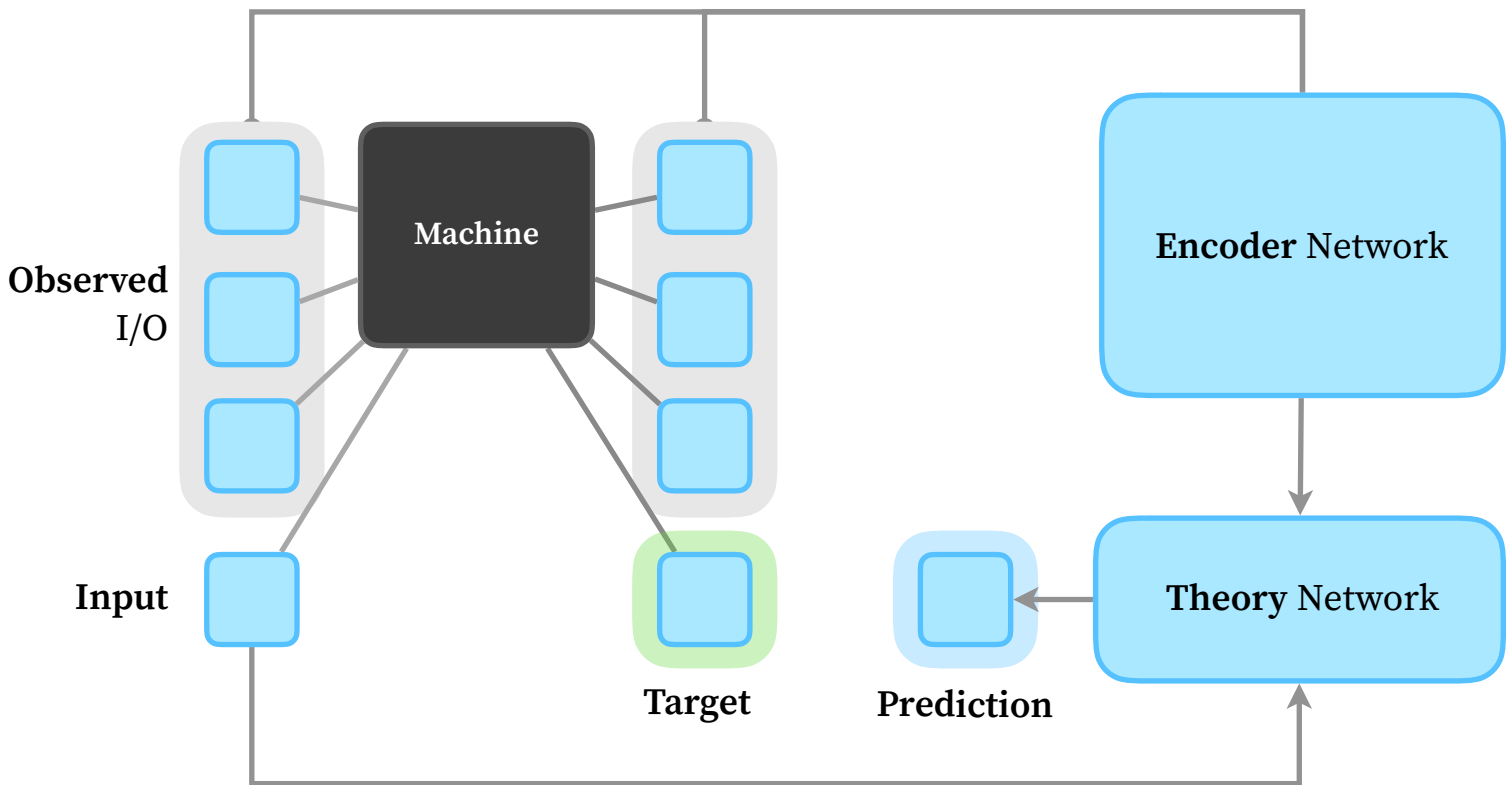 Machine
Encoder Network
Observed
I/O
Input
Theory Network
Target
Prediction